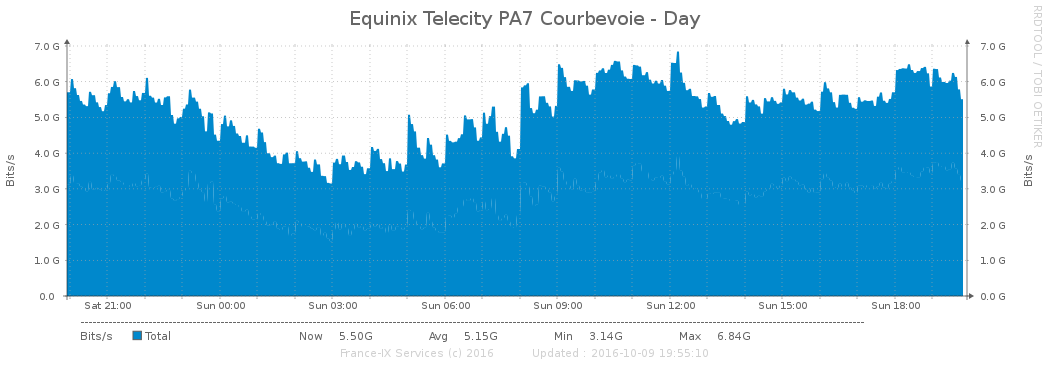 Equinix Telecity PA7 Courbevoie - Day
RRDTOOL / TOBI OETIKER
Bits/s
7.0 G 7.0 G
6.0 G 6.0 G
5.0 G 5.0 G
4.0 G 4.0 G
3.0 G 3.0 G
2.0 G 2.0 G
1.0 G 1.0 G
0.0 0.0 G
Bits/s
Sat 21:00 Sun 00:00 Sun 03:00 Sun 06:00 Sun 09:00 Sun 12:00 Sun 15:00 Sun 18:00
Bits/s Total Now 5.50G Avg 5.15G Min 3.14G Max 6.84G
France-IX Services (c) 2016 Updated : 2016-10-09 19:55:10